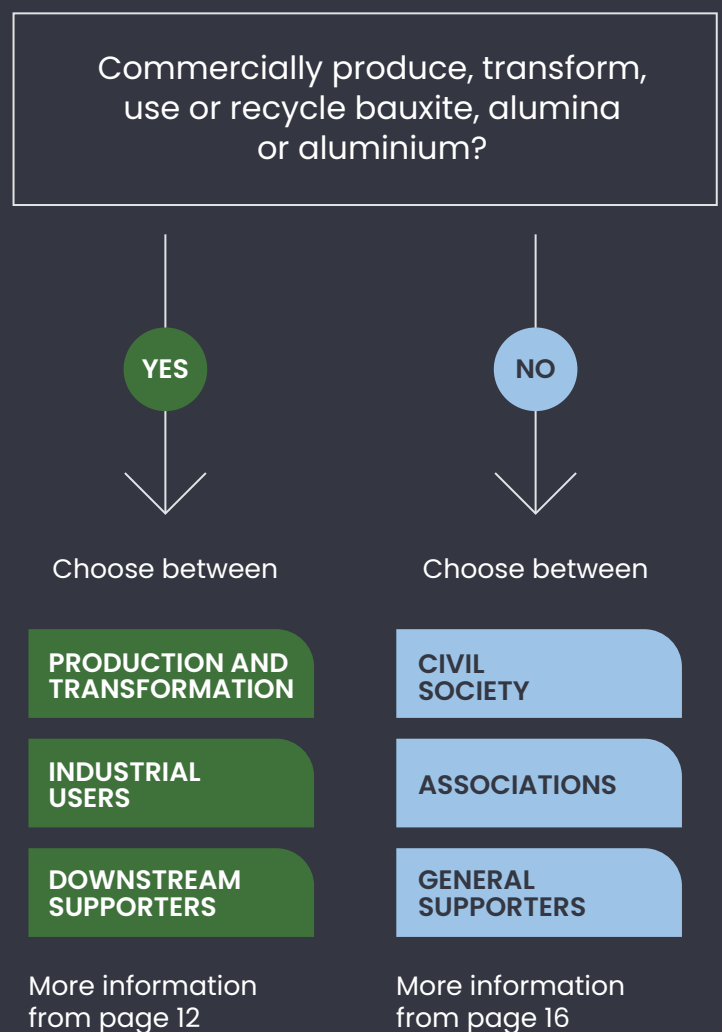 Commercially produce, transform,
use or recycle bauxite, alumina
or aluminium?
YES
NO
Choose between
Choose between
PRODUCTION AND
TRANSFORMATION
INDUSTRIAL
USERS
DOWNSTREAM
SUPPORTERS
More information
from page 12
CIVIL
SOCIETY
ASSOCIATIONS
GENERAL
SUPPORTERS
More information
from page 16